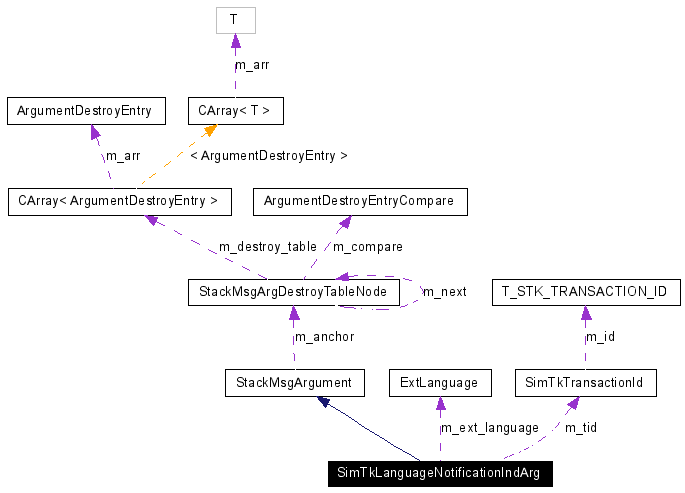 T
m_arr
ArgumentDestroyEntry
CArray< T >
m_arr
< ArgumentDestroyEntry >
CArray< ArgumentDestroyEntry >
ArgumentDestroyEntryCompare
m_destroy_table
m_compare
StackMsgArgDestroyTableNode
m_next
T_STK_TRANSACTION_ID
m_anchor
m_id
StackMsgArgument
ExtLanguage
SimTkTransactionId
m_ext_language
m_tid
SimTkLanguageNotificationIndArg